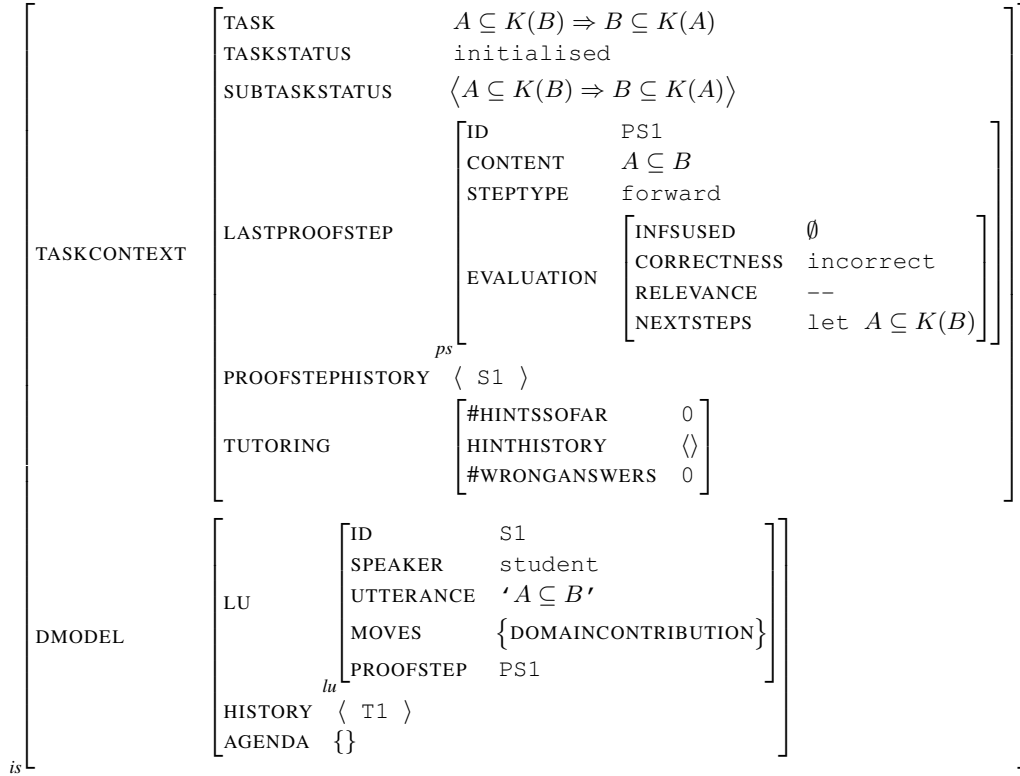 TASK A ⊆ K(B) ⇒ B ⊆ K(A)
TASKSTATUS initialised
SUBTASKSTATUS ⟨A ⊆ K(B) ⇒ B ⊆ K(A)⟩
ID PS1
CONTENT A ⊆ B
STEPTYPE forward
LASTPROOFSTEP
INFSUSED ∅
TASKCONTEXT
CORRECTNESS incorrect
EVALUATION
RELEVANCE --
NEXTSTEPS let A ⊆ K(B)
ps
PROOFSTEPHISTORY ⟨ S1 ⟩
#HINTSSOFAR 0
TUTORING HINTHISTORY ⟨⟩
#WRONGANSWERS 0
ID S1
SPEAKER student
LU UTTERANCE ‘A ⊆ B’
DMODEL MOVES {DOMAINCONTRIBUTION}
PROOFSTEP PS1
lu
HISTORY ⟨ T1 ⟩
AGENDA {}
is